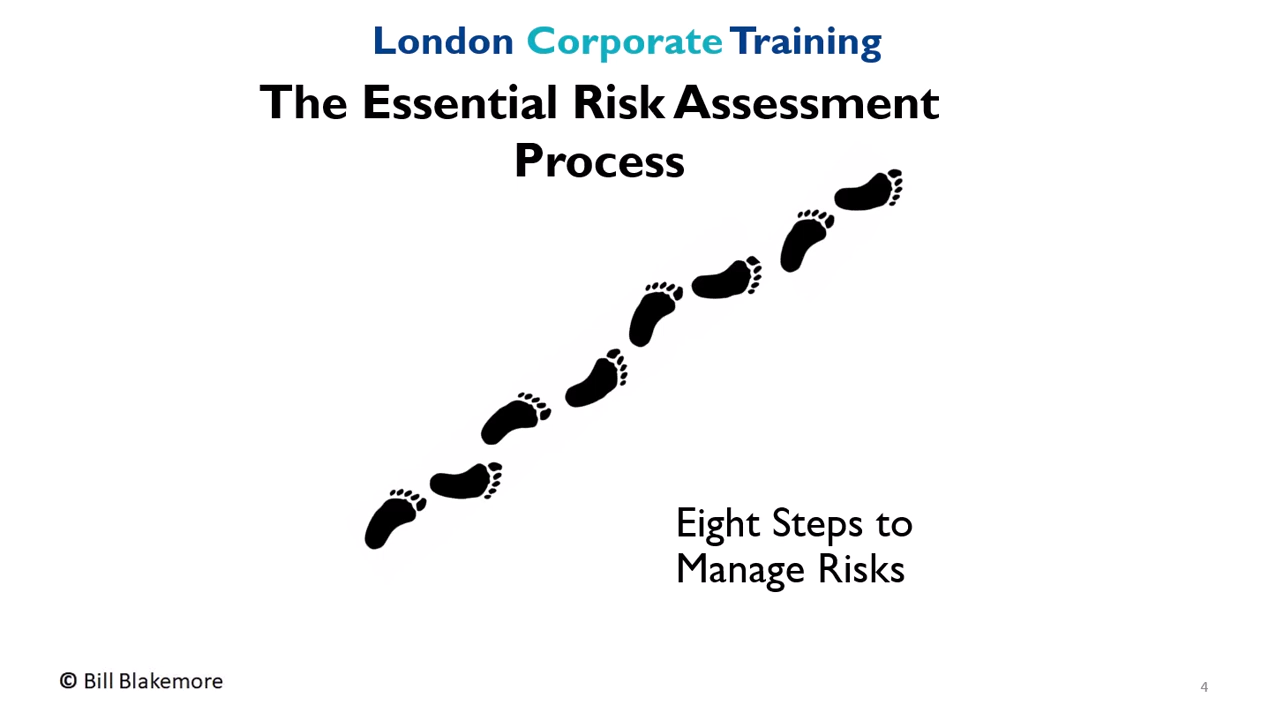 London Corporate Training
The Essential Risk Assessment
Process
Eight Steps to
Manage Risks
© Bill Blakemore
4